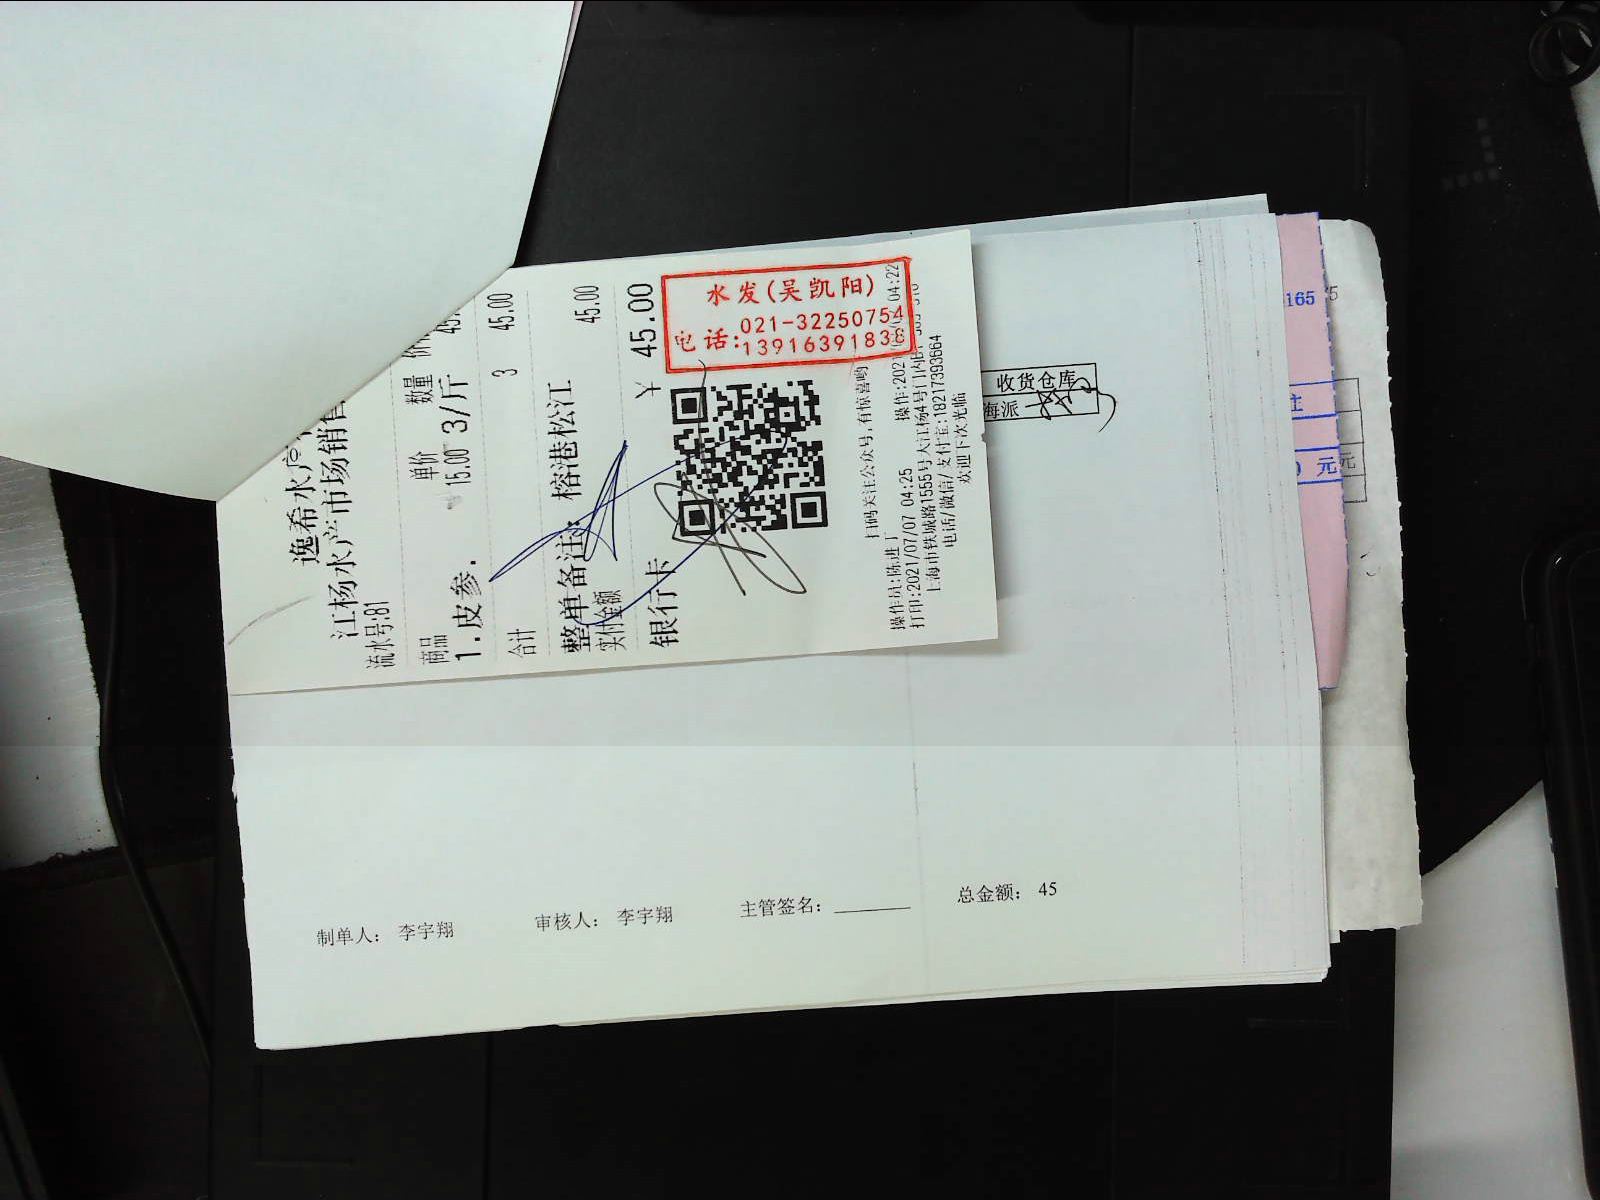 逸希水产
江杨水产市场销售
流水号:81
商品 单价 数量
1.皮参. 15.00 3/斤
合计 3 45.00
整单备注: 榕港松江
实付金额 45.00
银行卡 ¥ 45.00
水发(吴凯阳)
电话:021-32250754
13916391838
扫码关注公众号,有惊喜哟
操作员:陈进丁 操作:2021 04:22
打印:2021/07/07 04:25
上海市铁城路1555号大江杨4号门内
电话/微信/支付宝:18217393664
欢迎下次光临
收货仓库
海派
165
5
元
元
制单人: 李宇翔 审核人: 李宇翔 主管签名: 总金额: 45